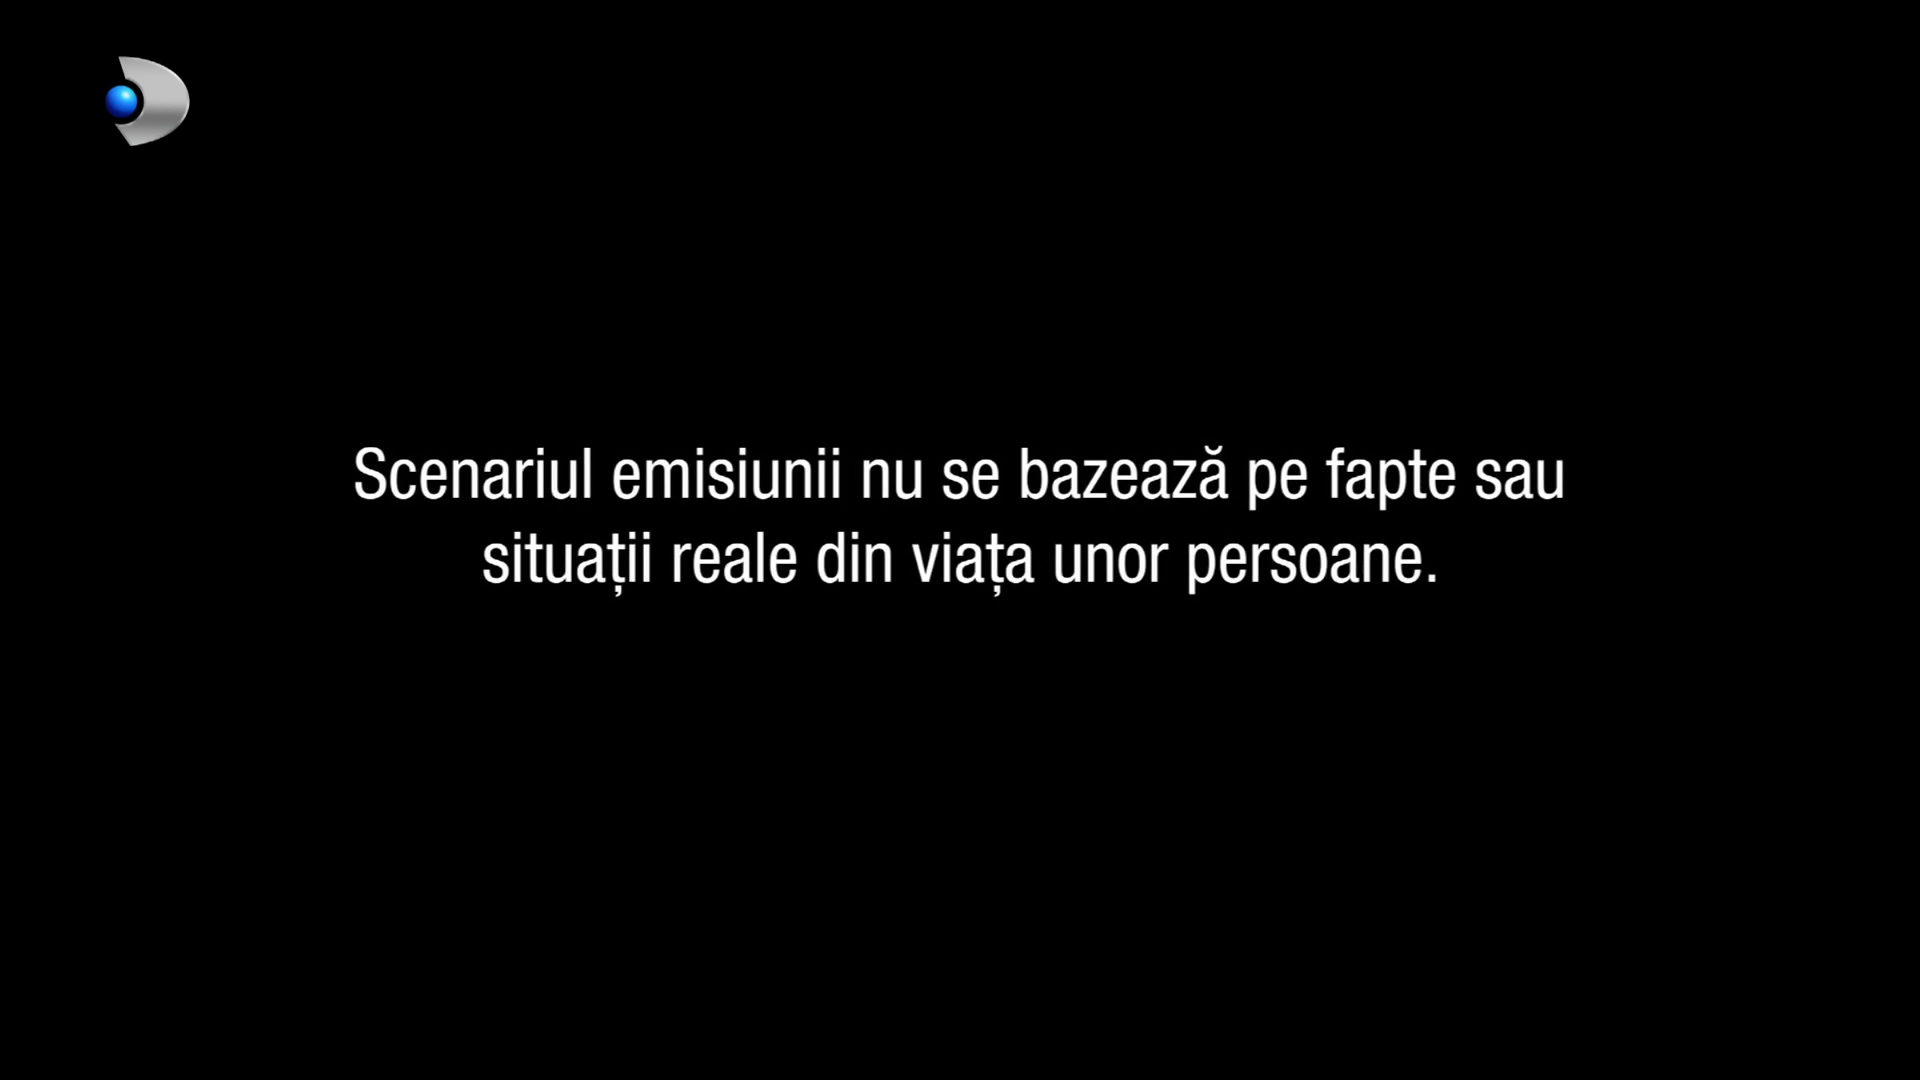 Scenariul emisiunii nu se bazează pe fapte sau
situații reale din viața unor persoane.